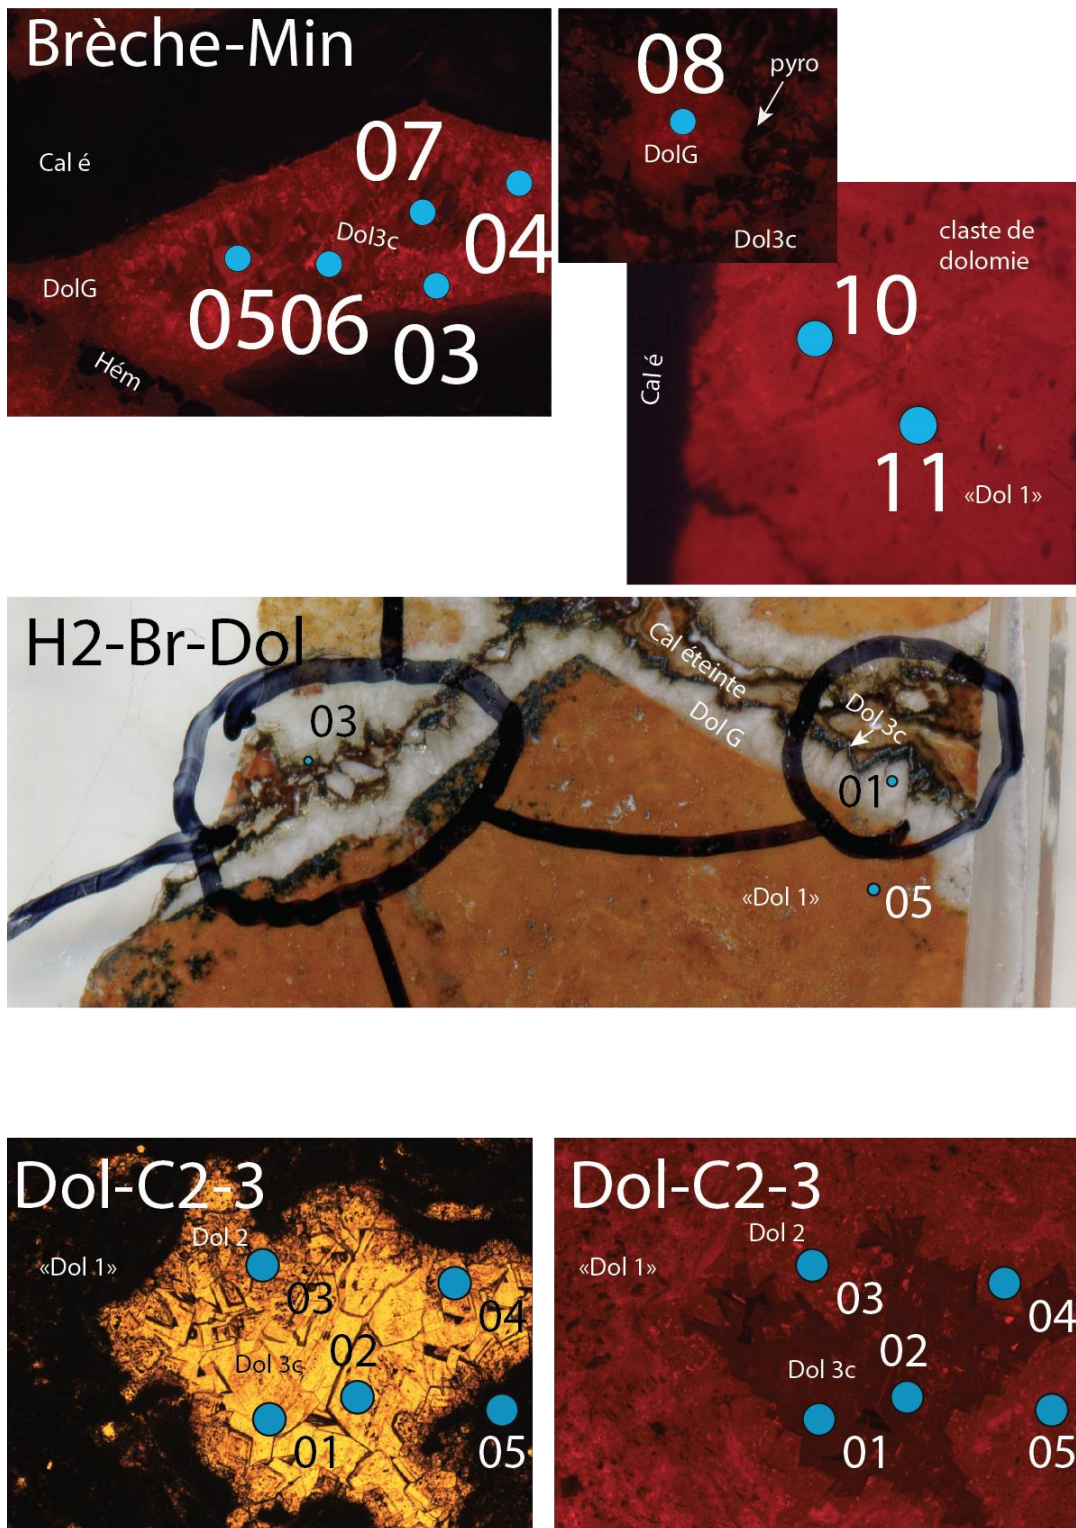 Brèche-Min
08
pyro
Cal é
07
DolG
Dol3c
04
Dol3c
claste de
dolomie
DolG
05
06
10
03
Hém
Cal é
11
«Dol 1»
H2-Br-Dol
Cal éteinte
03
Dol G
Dol 3c
01
«Dol 1»
05
Dol-C2-3
Dol 2
«Dol 1»
03
04
02
Dol 3c
01
05
Dol-C2-3
Dol 2
«Dol 1»
03
04
02
Dol 3c
01
05